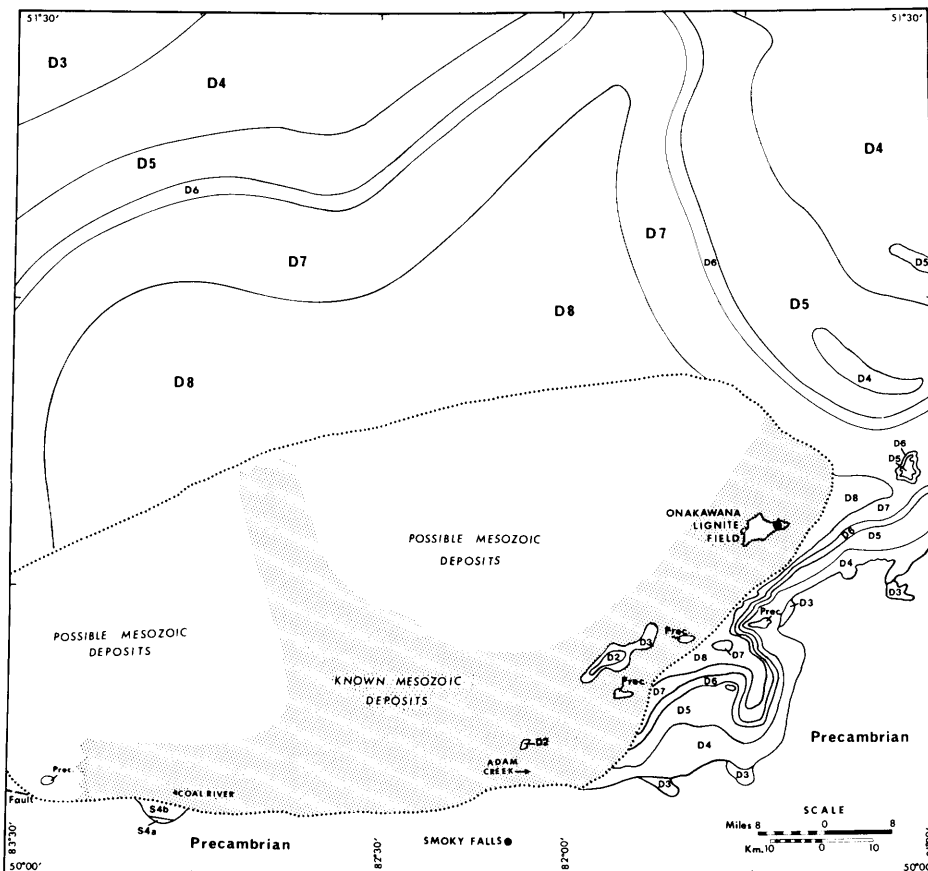 51°30'
51°30'
D3
D4
D4
D5
D6
D5
D7
D7
D6
D5
D8
D8
D4
D6
D5
D8
D7
ONAKAWANA
LIGNITE
FIELD
D6
D5
POSSIBLE MESOZOIC
DEPOSITS
D4
D3
D3
Prec.
POSSIBLE MESOZOIC
DEPOSITS
Prec.
D3
D2
D8
D7
KNOWN MESOZOIC
DEPOSITS
Prec.
D7
D6
D5
D2
D4
Precambrian
ADAM
CREEK→
Prec.
D3
D3
COAL RIVER
Fault
S4b
S4a
SCALE
Miles 8 0 8
Km. 10 0 10
Precambrian
SMOKY FALLS
83°30'
82°30'
82°00'
50°00'
50°00'